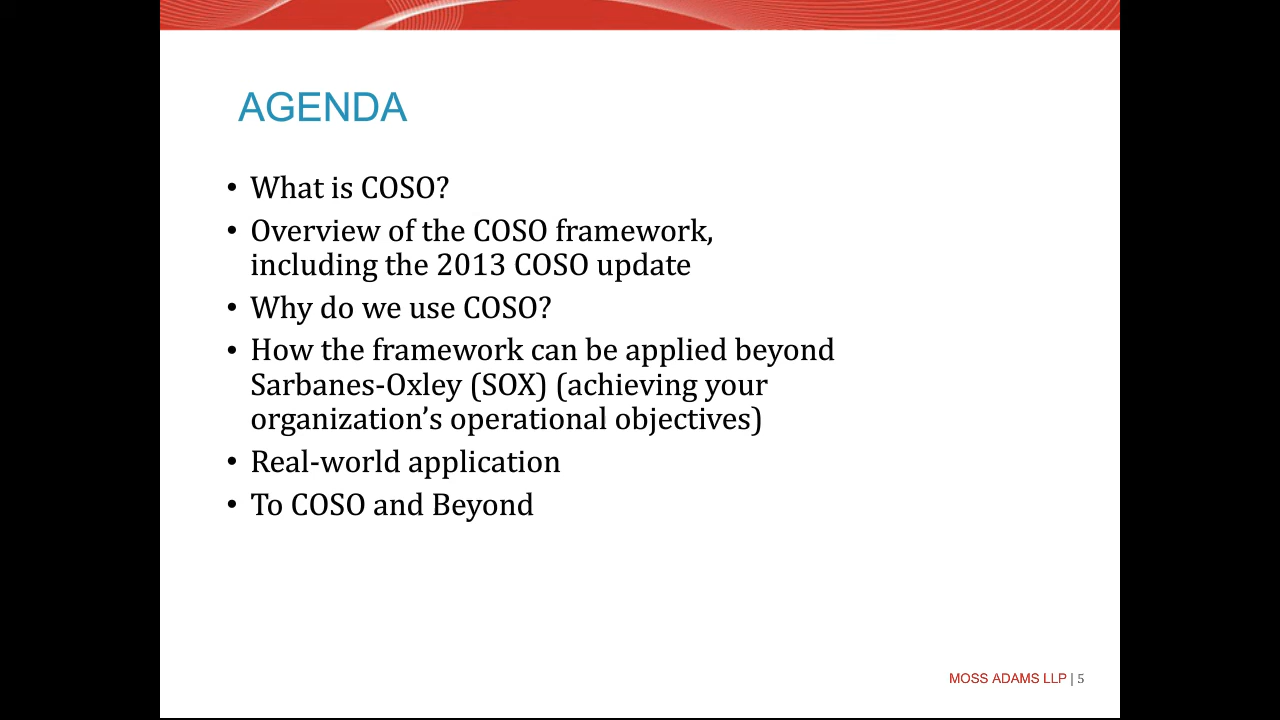 AGENDA
• What is COSO?
• Overview of the COSO framework,
including the 2013 COSO update
• Why do we use COSO?
• How the framework can be applied beyond
Sarbanes-Oxley (SOX) (achieving your
organization’s operational objectives)
• Real-world application
• To COSO and Beyond
MOSS ADAMS LLP | 5